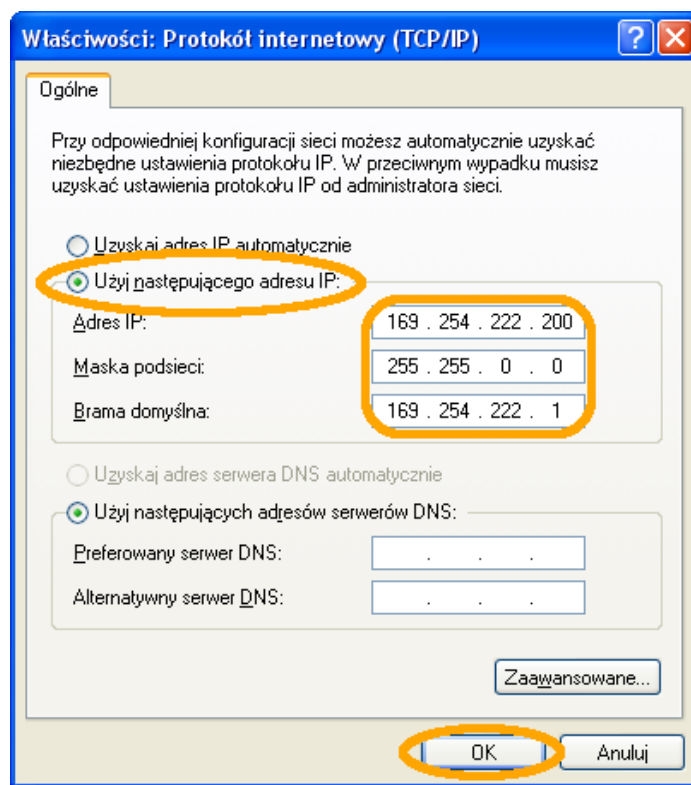 Właściwości: Protokół internetowy (TCP/IP)
Ogólne
Przy odpowiedniej konfiguracji sieci możesz automatycznie uzyskać
niezbędne ustawienia protokołu IP. W przeciwnym wypadku musisz
uzyskać ustawienia protokołu IP od administratora sieci.
Uzyskaj adres IP automatycznie
Użyj następującego adresu IP:
Adres IP: 169 . 254 . 222 . 200
Maska podsieci: 255 . 255 . 0 . 0
Brama domyślna: 169 . 254 . 222 . 1
Uzyskaj adres serwera DNS automatycznie
Użyj następujących adresów serwerów DNS:
Preferowany serwer DNS: . . .
Alternatywny serwer DNS: . . .
Zaawansowane...
OK Anuluj